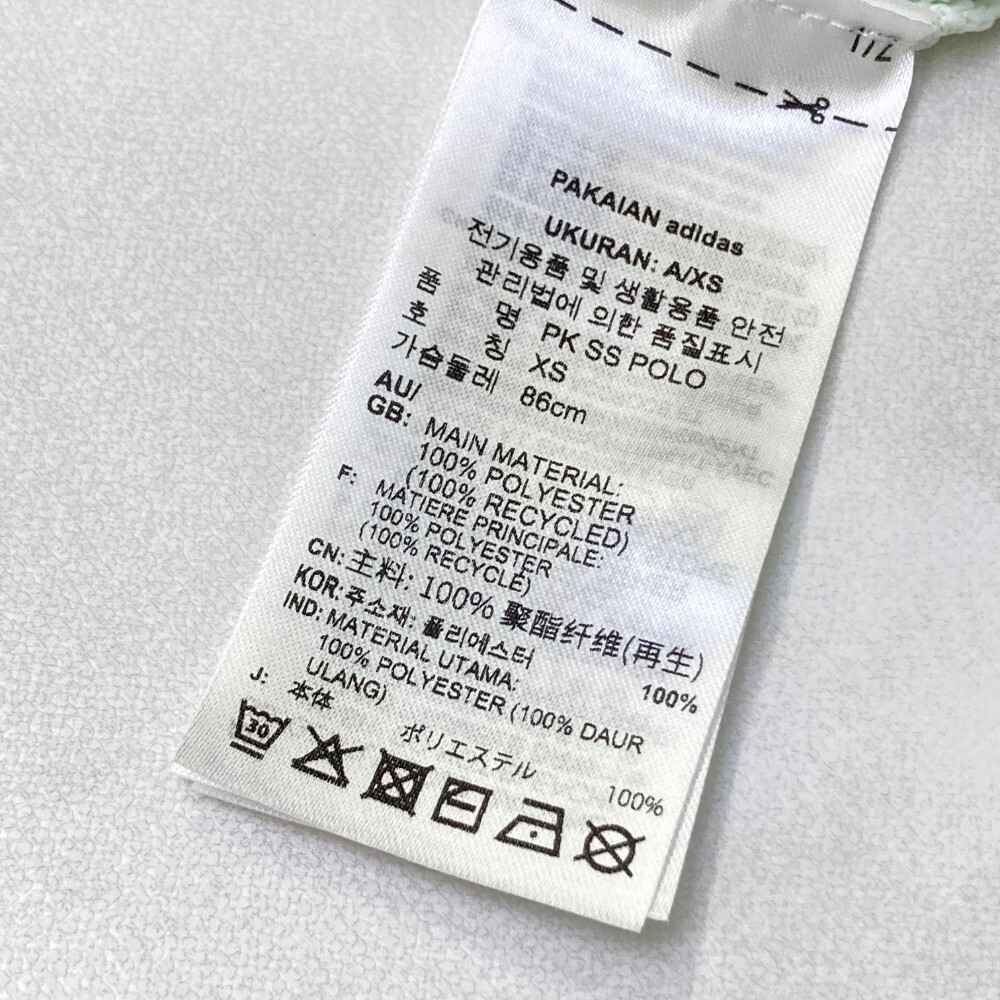 1/2
PAKAIAN adidas
UKURAN: A/XS
전기용품 및 생활용품 안전
관리법에 의한 품질표시
품 명 PK SS POLO
호 칭 XS
가슴둘레 86cm
AU/
GB: MAIN MATERIAL:
100% POLYESTER
(100% RECYCLED)
F: MATIERE PRINCIPALE:
100% POLYESTER
(100% RECYCLÉ)
CN: 主料: 100% 聚酯纤维(再生)
KOR: 주소재: 폴리에스터 100%
IND: MATERIAL UTAMA:
100% POLYESTER (100% DAUR
ULANG)
J: 本体
ポリエステル 100%
30